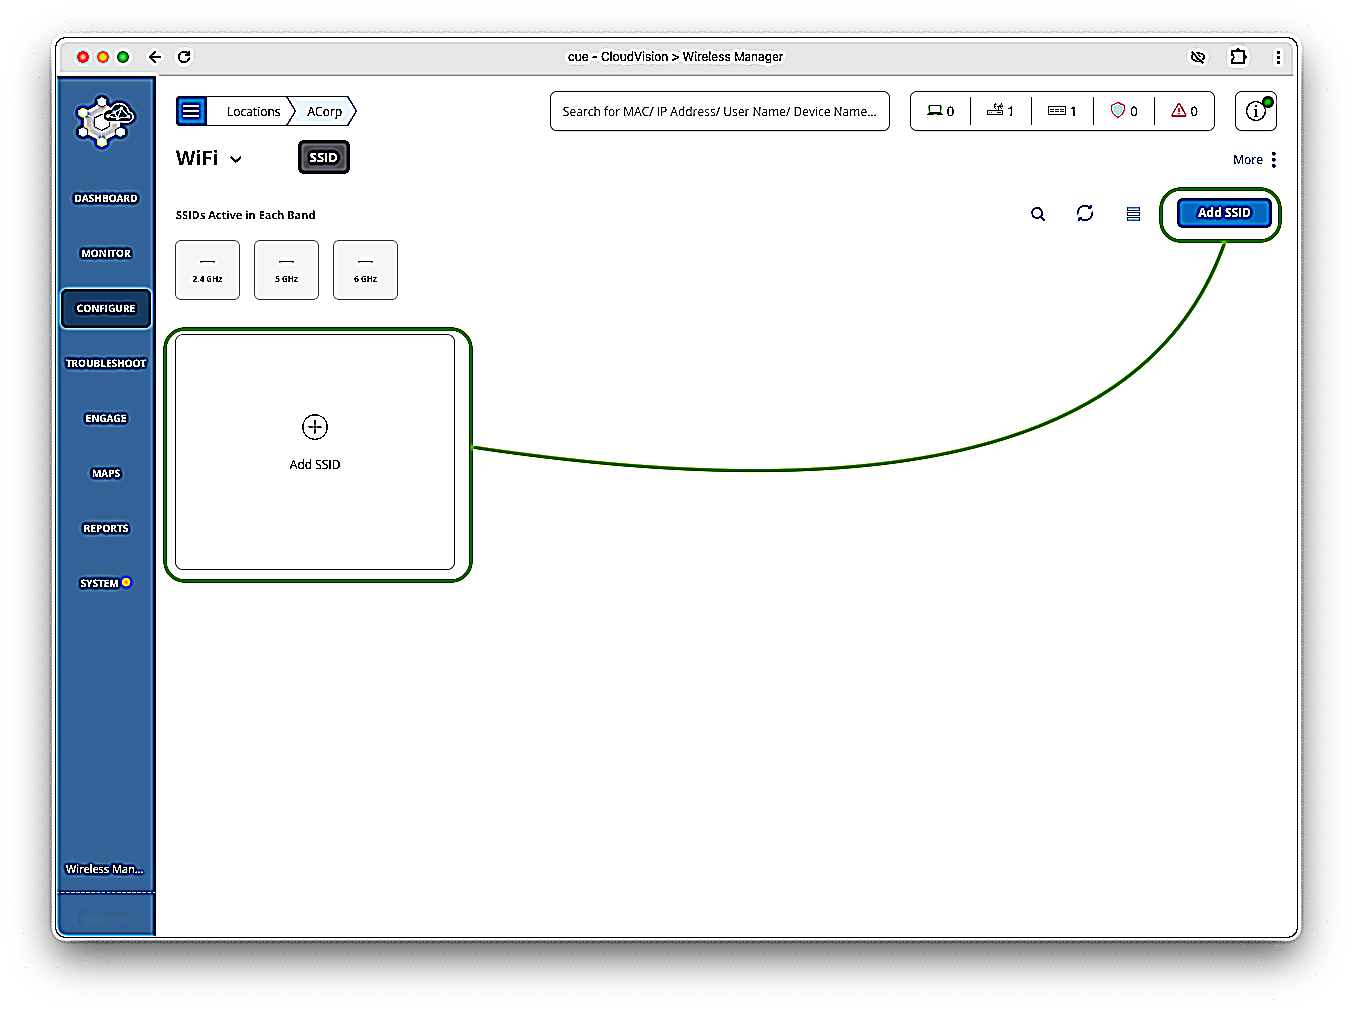 cue - CloudVision > Wireless Manager
Locations
ACorp
Search for MAC/ IP Address/ User Name/ Device Name...
0
1
1
0
0
WiFi
SSID
More
DASHBOARD
MONITOR
CONFIGURE
TROUBLESHOOT
ENGAGE
MAPS
REPORTS
SYSTEM
Wireless Man...
SSIDs Active in Each Band
Add SSID
2.4 GHz
5 GHz
6 GHz
Add SSID